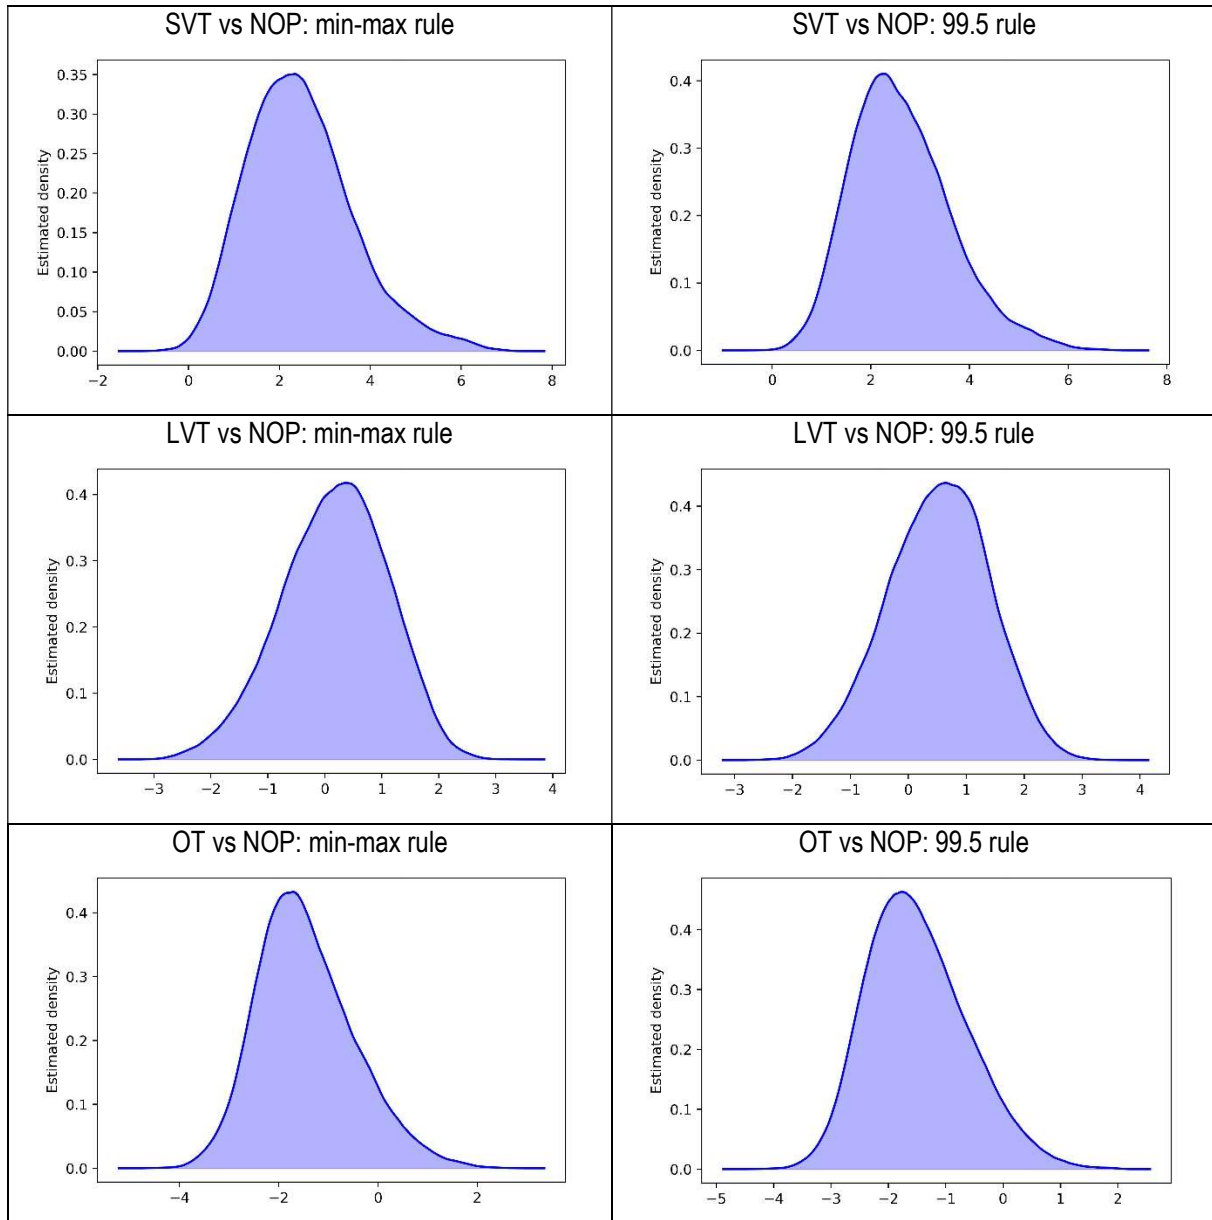 SVT vs NOP: min-max rule
Estimated density
0.35
0.30
0.25
0.20
0.15
0.10
0.05
0.00
−2 0 2 4 6 8
SVT vs NOP: 99.5 rule
Estimated density
0.4
0.3
0.2
0.1
0.0
0 2 4 6 8
LVT vs NOP: min-max rule
Estimated density
0.4
0.3
0.2
0.1
0.0
−3 −2 −1 0 1 2 3 4
LVT vs NOP: 99.5 rule
Estimated density
0.4
0.3
0.2
0.1
0.0
−3 −2 −1 0 1 2 3 4
OT vs NOP: min-max rule
Estimated density
0.4
0.3
0.2
0.1
0.0
−4 −2 0 2
OT vs NOP: 99.5 rule
Estimated density
0.4
0.3
0.2
0.1
0.0
−5 −4 −3 −2 −1 0 1 2